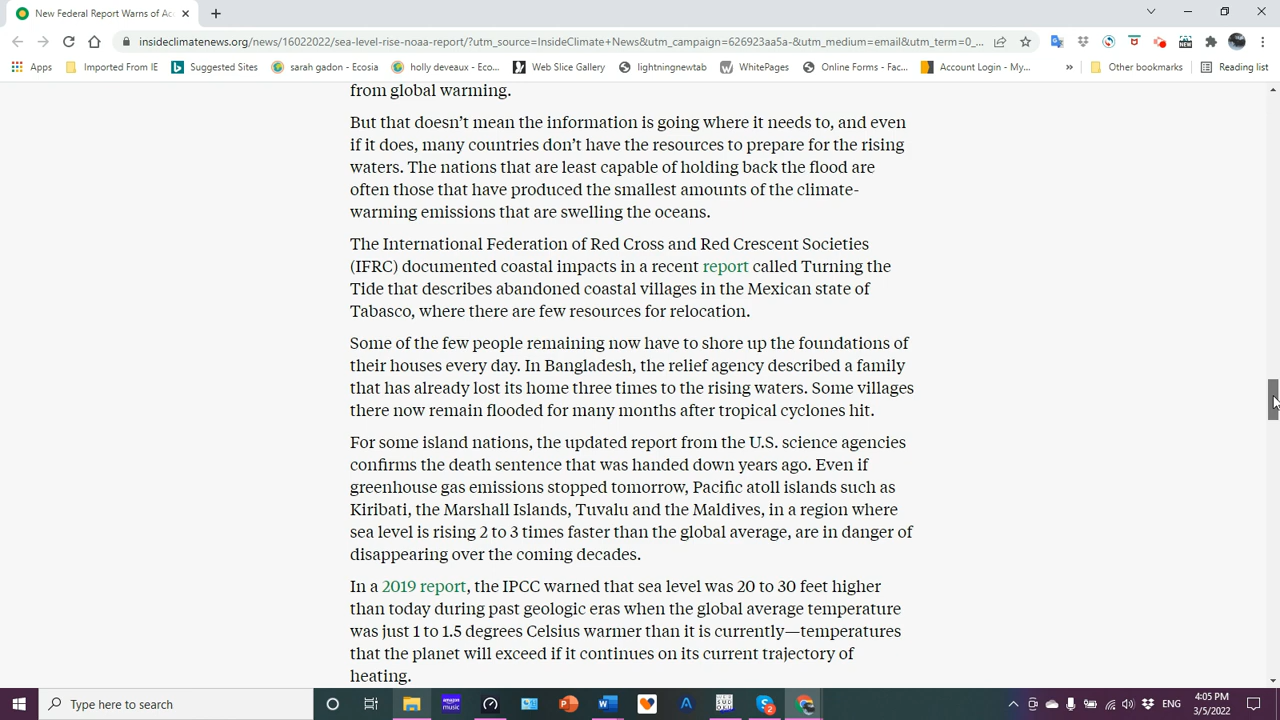 New Federal Report Warns of Acc
insideclimatenews.org/news/16022022/sea-level-rise-noaa-report/?utm_source=InsideClimate+News&utm_campaign=626923aa5a-&utm_medium=email&utm_term=0_...
Apps
Imported From IE
Suggested Sites
sarah gadon - Ecosia
holly deveaux - Eco...
Web Slice Gallery
lightningnewtab
WhitePages
Online Forms - Fac...
Account Login - My...
»
Other bookmarks
Reading list
from global warming.
But that doesn’t mean the information is going where it needs to, and even
if it does, many countries don’t have the resources to prepare for the rising
waters. The nations that are least capable of holding back the flood are
often those that have produced the smallest amounts of the climate-
warming emissions that are swelling the oceans.
The International Federation of Red Cross and Red Crescent Societies
(IFRC) documented coastal impacts in a recent report called Turning the
Tide that describes abandoned coastal villages in the Mexican state of
Tabasco, where there are few resources for relocation.
Some of the few people remaining now have to shore up the foundations of
their houses every day. In Bangladesh, the relief agency described a family
that has already lost its home three times to the rising waters. Some villages
there now remain flooded for many months after tropical cyclones hit.
For some island nations, the updated report from the U.S. science agencies
confirms the death sentence that was handed down years ago. Even if
greenhouse gas emissions stopped tomorrow, Pacific atoll islands such as
Kiribati, the Marshall Islands, Tuvalu and the Maldives, in a region where
sea level is rising 2 to 3 times faster than the global average, are in danger of
disappearing over the coming decades.
In a 2019 report, the IPCC warned that sea level was 20 to 30 feet higher
than today during past geologic eras when the global average temperature
was just 1 to 1.5 degrees Celsius warmer than it is currently—temperatures
that the planet will exceed if it continues on its current trajectory of
heating.
Type here to search
ENG
4:05 PM
3/5/2022